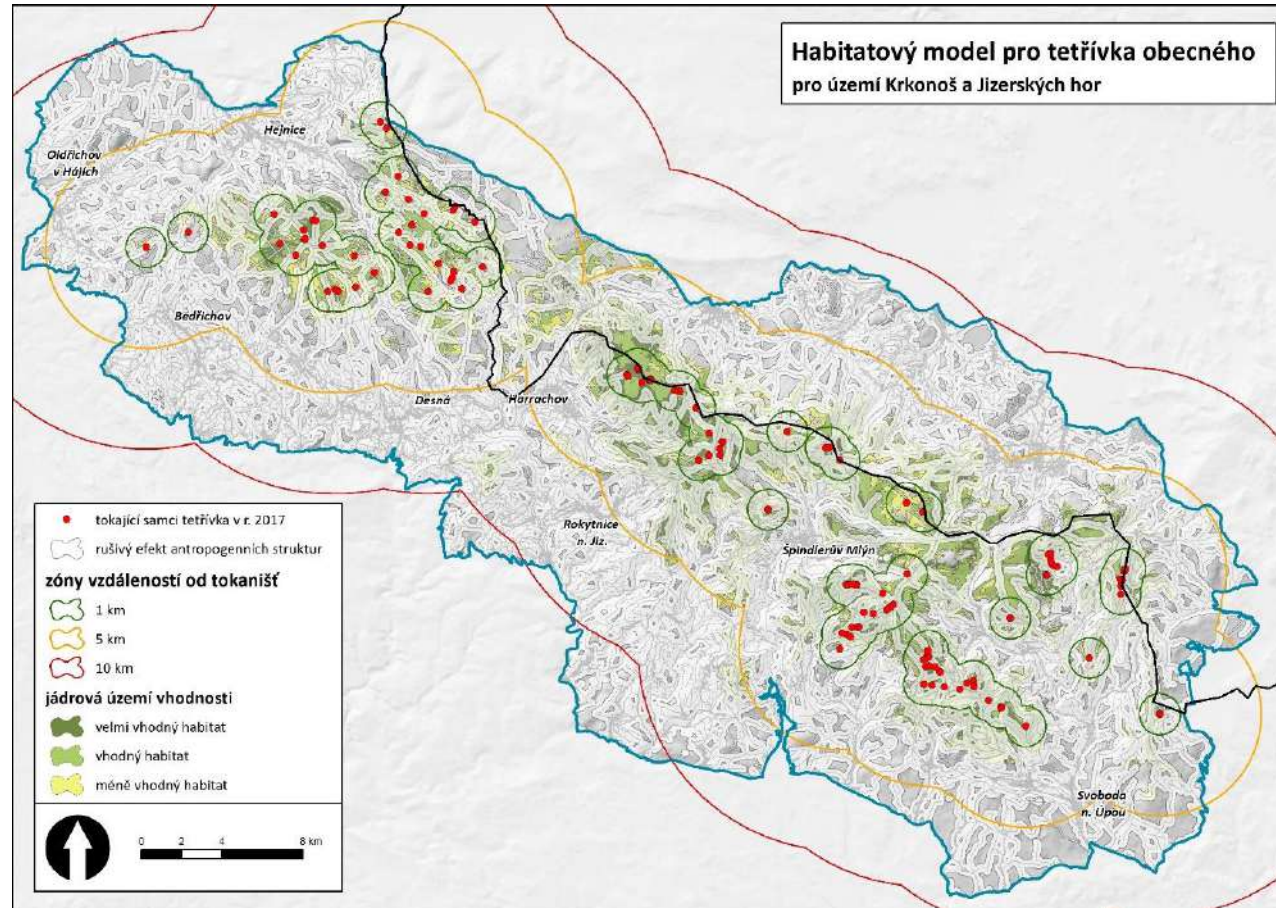 Habitatový model pro tetřívka obecného
pro území Krkonoš a Jizerských hor
Hejnice
Oldřichov
v Hájích
Bedřichov
Desná
Harrachov
Rokytnice
n. Jiz.
Špindlerův Mlýn
Svoboda
n. Úpou
tokající samci tetřívka v r. 2017
rušivý efekt antropogenních struktur
zóny vzdáleností od tokanišť
1 km
5 km
10 km
jádrová území vhodnosti
velmi vhodný habitat
vhodný habitat
méně vhodný habitat
0 2 4 8 km